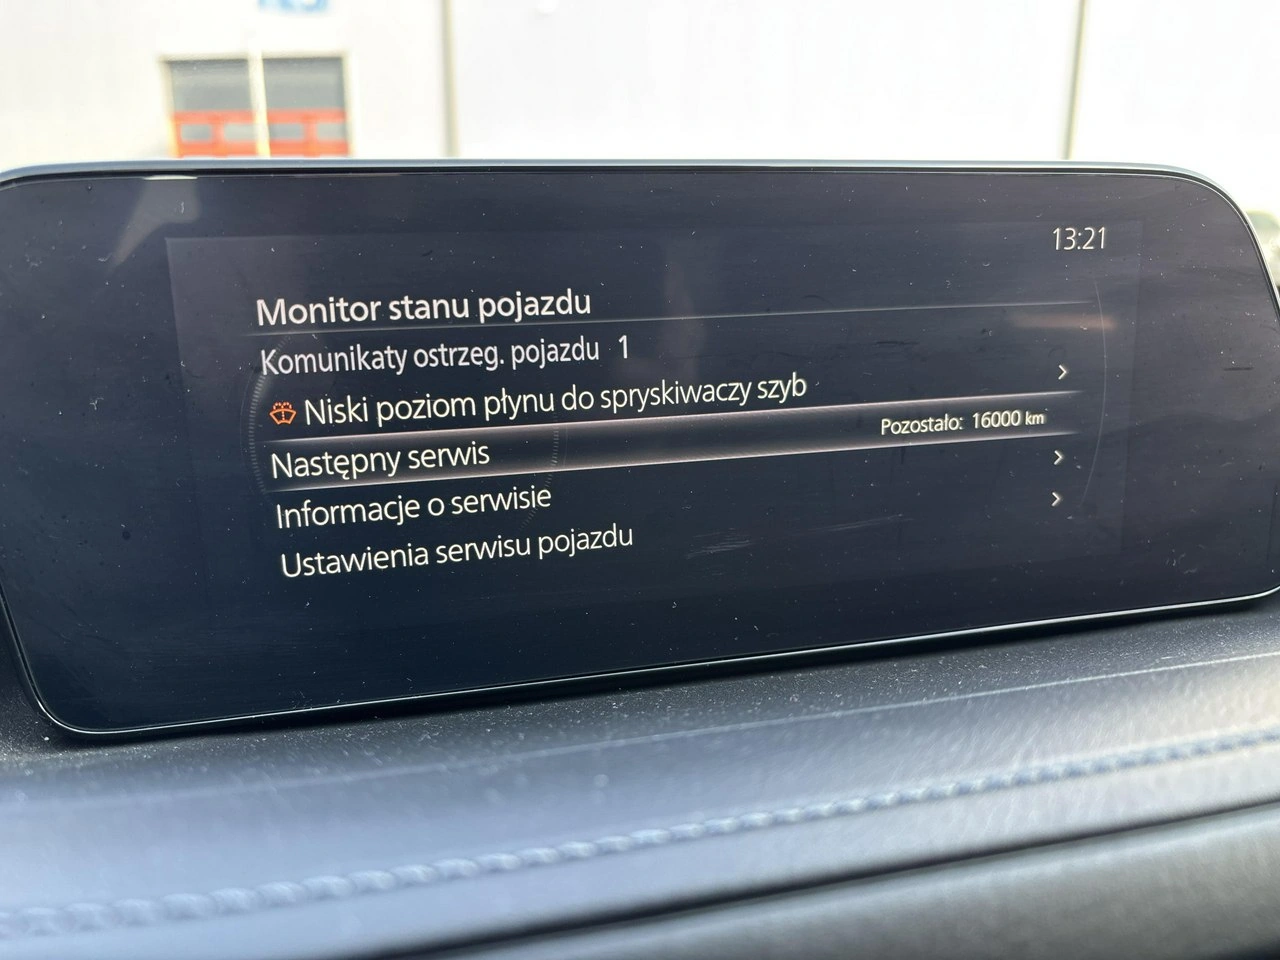 13:21
Monitor stanu pojazdu
Komunikaty ostrzeg. pojazdu 1
Niski poziom płynu do spryskiwaczy szyb
Następny serwis Pozostało: 16000 km
Informacje o serwisie
Ustawienia serwisu pojazdu